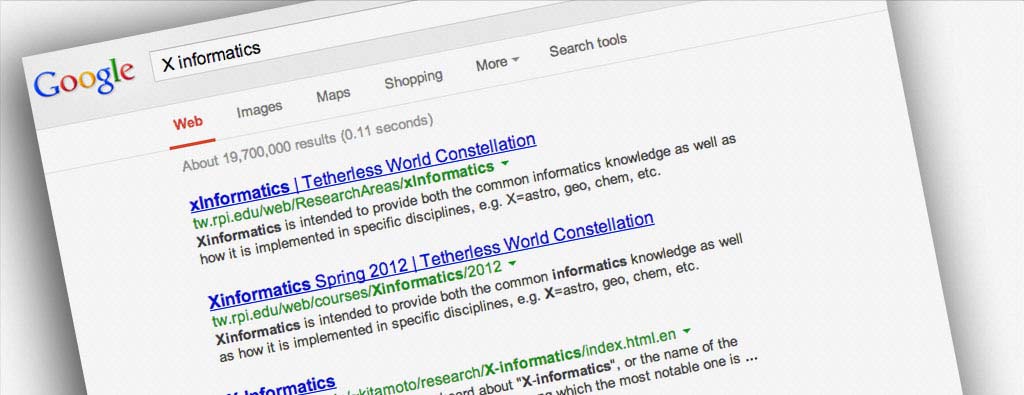 Google
X informatics
Web Images Maps Shopping More Search tools
About 19,700,000 results (0.11 seconds)
xInformatics | Tetherless World Constellation
tw.rpi.edu/web/ResearchAreas/xInformatics
Xinformatics is intended to provide both the common informatics knowledge as well as
how it is implemented in specific disciplines, e.g. X=astro, geo, chem, etc.
Xinformatics Spring 2012 | Tetherless World Constellation
tw.rpi.edu/web/courses/Xinformatics/2012
Xinformatics is intended to provide both the common informatics knowledge as well
as how it is implemented in specific disciplines, e.g. X=astro, geo, chem, etc.
X-Informatics
kitamoto/research/X-informatics/index.html.en
about "X-informatics", or the name of the
which the most notable one is ...